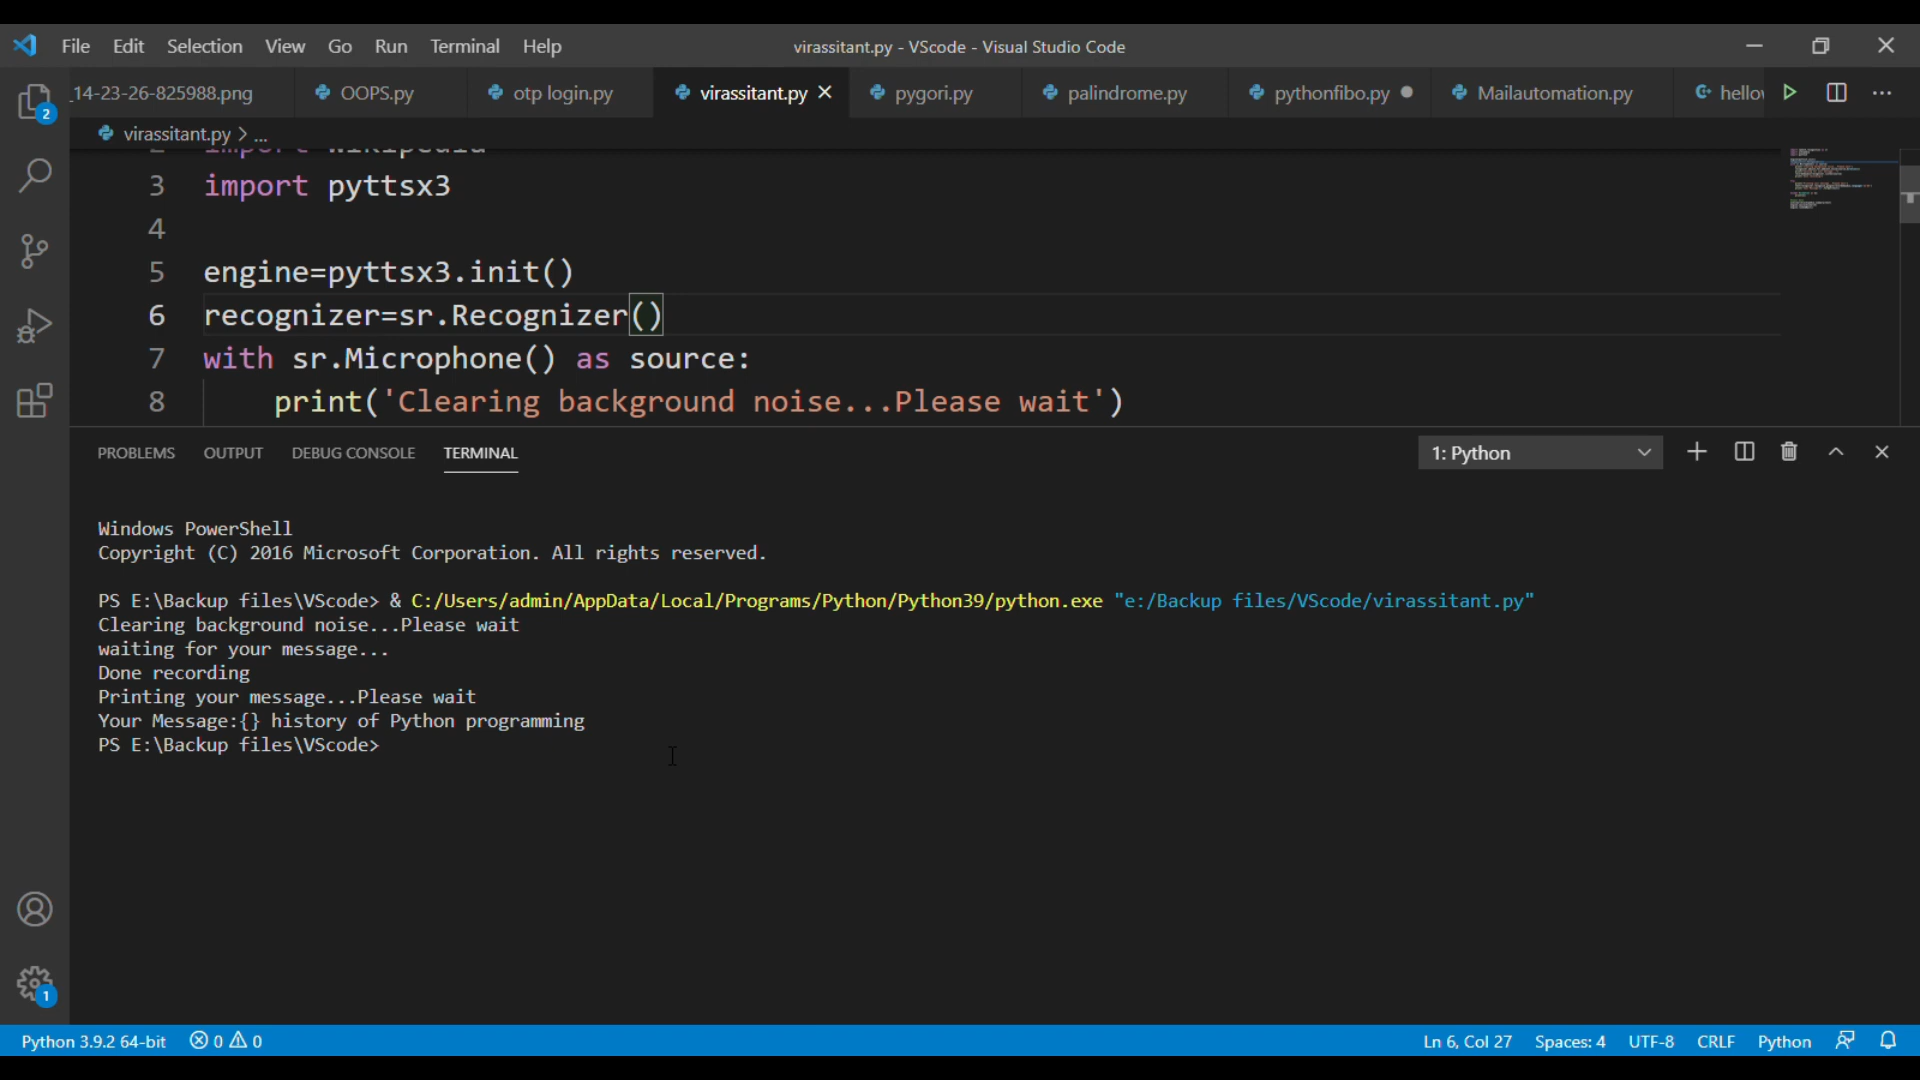 File Edit Selection View Go Run Terminal Help
virassitant.py - VScode - Visual Studio Code
_14-23-26-825988.png OOPS.py otp login.py virassitant.py pygori.py palindrome.py pythonfibo.py Mailautomation.py hello
2
virassitant.py > ...
2 import wikipedia
3 import pyttsx3
4
5 engine=pyttsx3.init()
6 recognizer=sr.Recognizer()
7 with sr.Microphone() as source:
8 print('Clearing background noise...Please wait')
PROBLEMS OUTPUT DEBUG CONSOLE TERMINAL
1: Python
Windows PowerShell
Copyright (C) 2016 Microsoft Corporation. All rights reserved.
PS E:\Backup files\VScode> & C:/Users/admin/AppData/Local/Programs/Python/Python39/python.exe "e:/Backup files/VScode/virassitant.py"
Clearing background noise...Please wait
waiting for your message...
Done recording
Printing your message...Please wait
Your Message:{} history of Python programming
PS E:\Backup files\VScode>
1
Python 3.9.2 64-bit 0 0 Ln 6, Col 27 Spaces: 4 UTF-8 CRLF Python